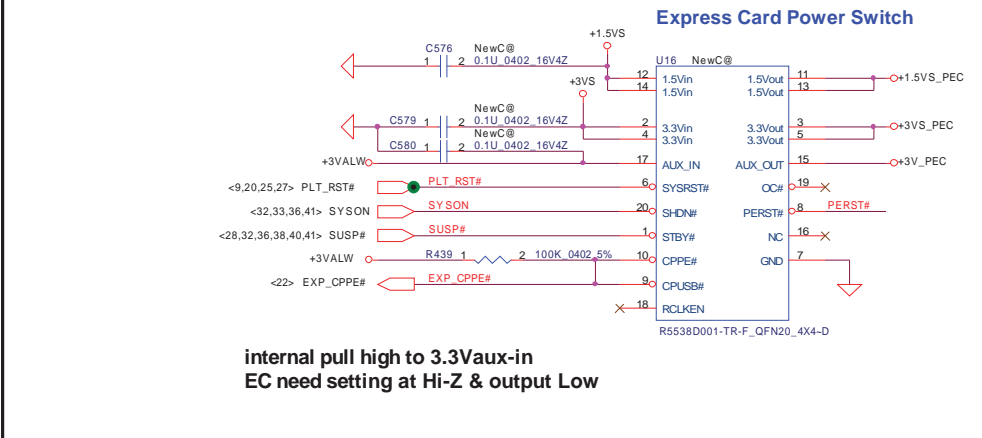 Express Card Power Switch
+1.5VS
C576 NewC@
1 2 0.1U_0402_16V4Z
U16 NewC@
12 1.5Vin 1.5Vout 11 +1.5VS_PEC
14 1.5Vin 1.5Vout 13
+3VS
NewC@
C579 1 2 0.1U_0402_16V4Z
2 3.3Vin 3.3Vout 3 +3VS_PEC
NewC@
4 3.3Vin 3.3Vout 5
C580 1 2 0.1U_0402_16V4Z
+3VALW 17 AUX_IN AUX_OUT 15 +3V_PEC
<9,20,25,27> PLT_RST# PLT_RST# 6 SYSRST# OC# 19
<32,33,36,41> SYSON SYSON 20 SHDN# PERST# 8 PERST#
<28,32,36,38,40,41> SUSP# SUSP# 1 STBY# NC 16
+3VALW R439 1 2 100K_0402_5% 10 CPPE# GND 7
<22> EXP_CPPE# EXP_CPPE# 9 CPUSB#
18 RCLKEN
R5538D001-TR-F_QFN20_4X4~D
internal pull high to 3.3Vaux-in
EC need setting at Hi-Z & output Low